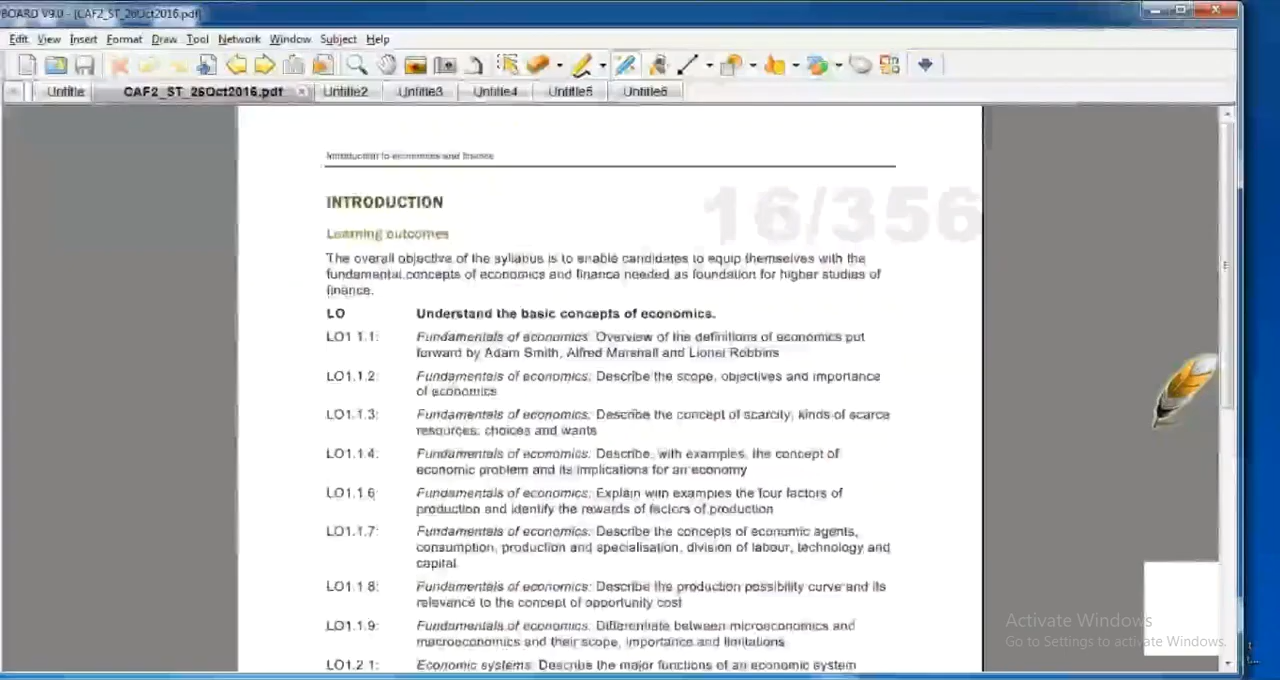 BOARD V9.0 - [CAF2_ST_26Oct2016.pdf]
Edit View Insert Format Draw Tool Network Window Subject Help
Untitle CAF2_ST_26Oct2016.pdf Untitle2 Untitle3 Untitle4 Untitle5 Untitle6
Introduction to economics and finance
16/356
INTRODUCTION
Learning outcomes
The overall objective of the syllabus is to enable candidates to equip themselves with the
fundamental concepts of economics and finance needed as foundation for higher studies of
finance.
LO Understand the basic concepts of economics.
LO1.1.1: Fundamentals of economics: Overview of the definitions of economics put
forward by Adam Smith, Alfred Marshall and Lionel Robbins
LO1.1.2: Fundamentals of economics: Describe the scope, objectives and importance
of economics
LO1.1.3: Fundamentals of economics: Describe the concept of scarcity, kinds of scarce
resources, choices and wants
LO1.1.4: Fundamentals of economics: Describe, with examples, the concept of
economic problem and its implications for an economy
LO1.1.6: Fundamentals of economics: Explain with examples the four factors of
production and identify the rewards of factors of production
LO1.1.7: Fundamentals of economics: Describe the concepts of economic agents,
consumption, production and specialisation, division of labour, technology and
capital
LO1.1.8: Fundamentals of economics: Describe the production possibility curve and its
relevance to the concept of opportunity cost
LO1.1.9: Fundamentals of economics: Differentiate between microeconomics and
macroeconomics and their scope, importance and limitations
LO1.2.1: Economic systems: Describe the major functions of an economic system
Activate Windows
Go to Settings to activate Windows.